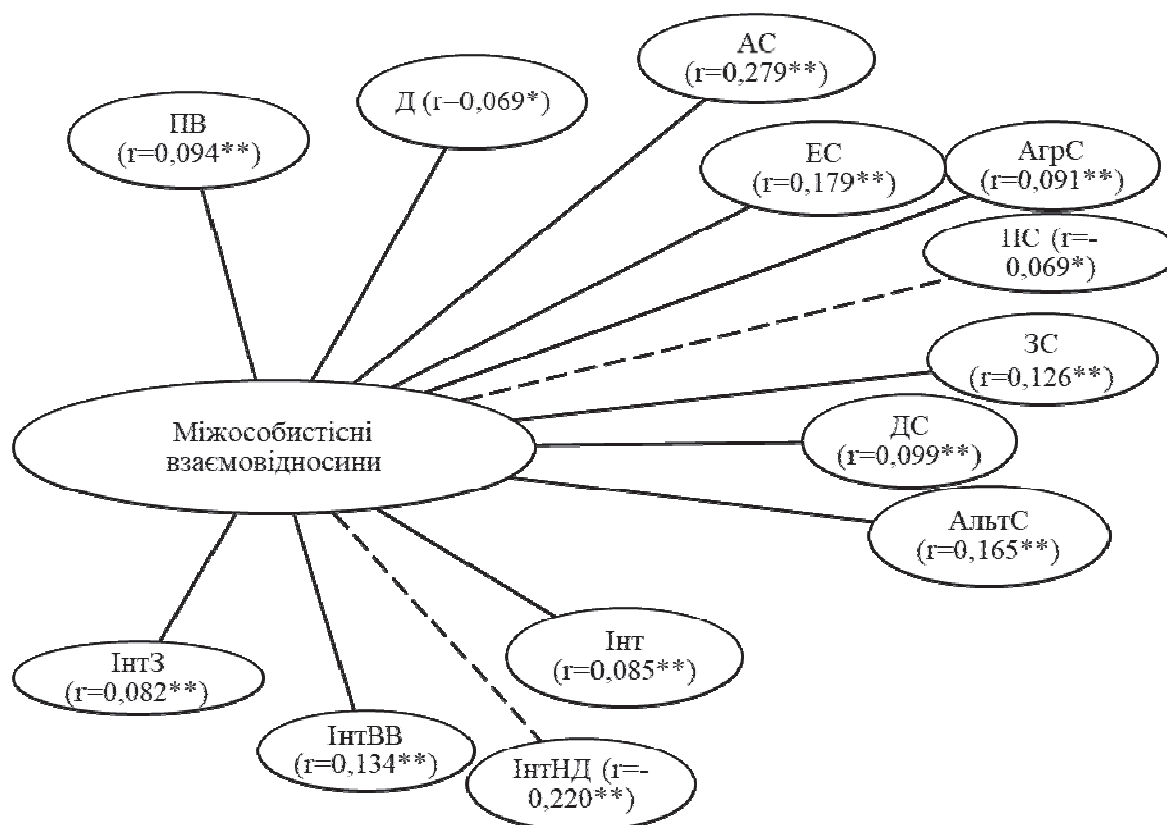 АС
(r=0,279**)
Д (r=0,069*)
ПВ
(r=0,094**)
ЕС
(r=0,179**)
АгрС
(r=0,091**)
ПС (r=-
0,069*)
ЗС
(r=0,126**)
Міжособистісні
взаємовідносини
ДС
(r=0,099**)
АльтС
(r=0,165**)
Інт
(r=0,085**)
ІнтЗ
(r=0,082**)
ІнтВВ
(r=0,134**)
ІнтНД (r=-
0,220**)